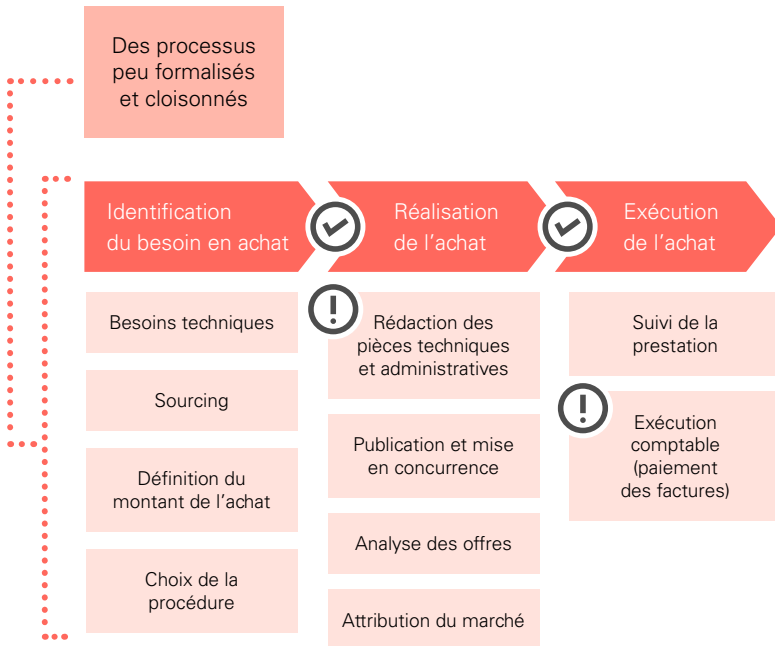 Des processus
peu formalisés
et cloisonnés
Identification
du besoin en achat
Réalisation
de l'achat
Exécution
de l'achat
Besoins techniques
Sourcing
Définition du
montant de l'achat
Choix de la
procédure
Rédaction des
pièces techniques
et administratives
Publication et mise
en concurrence
Analyse des offres
Attribution du marché
Suivi de la
prestation
Exécution
comptable
(paiement
des factures)